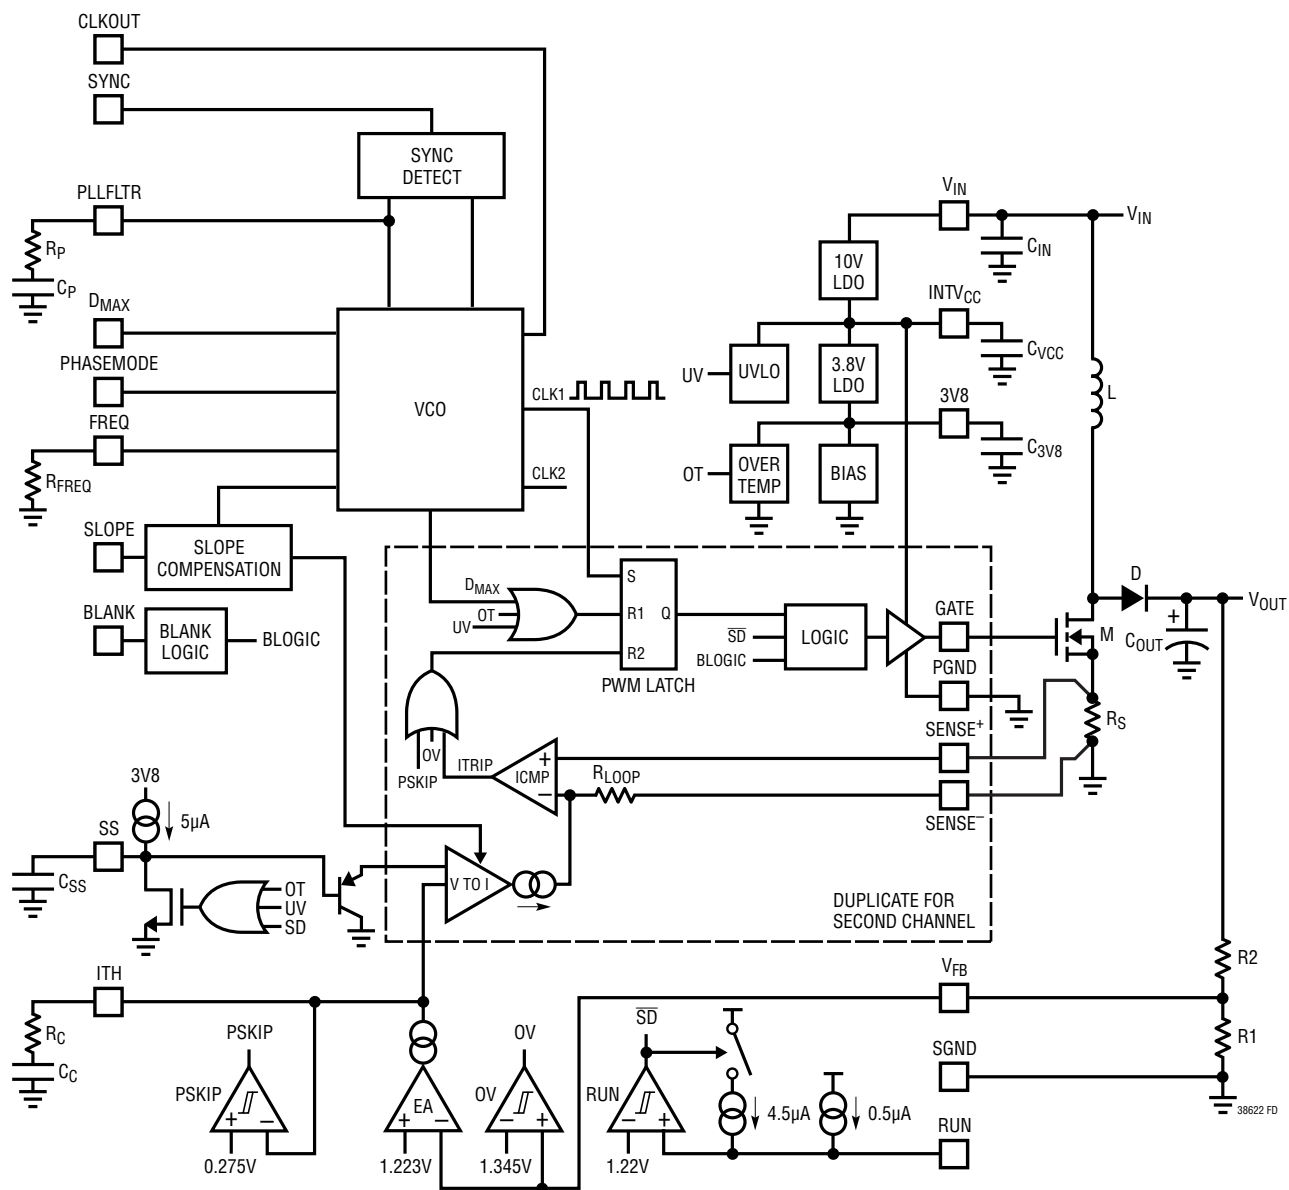 CLKOUT
SYNC
SYNC
DETECT
PLLFLTR
RP
CP
DMAX
PHASEMODE
FREQ
RFREQ
VCO
CLK1
CLK2
SLOPE
SLOPE
COMPENSATION
BLANK
BLANK
LOGIC
BLOGIC
VIN
VIN
CIN
10V
LDO
INTVCC
CVCC
UV
UVLO
3.8V
LDO
3V8
C3V8
OT
OVER
TEMP
BIAS
L
DMAX
OT
UV
S
R1
R2
Q
PWM LATCH
SD
BLOGIC
LOGIC
GATE
PGND
M
D
VOUT
COUT
+
RS
SENSE+
SENSE–
PSKIP
OV
ITRIP
ICMP
+
–
RLOOP
3V8
5µA
SS
CSS
OT
UV
SD
V TO I
DUPLICATE FOR
SECOND CHANNEL
ITH
RC
CC
PSKIP
PSKIP
+
–
0.275V
EA
+
–
1.223V
OV
OV
–
+
1.345V
SD
RUN
–
+
1.22V
4.5µA
0.5µA
VFB
SGND
RUN
R2
R1
38622 FD